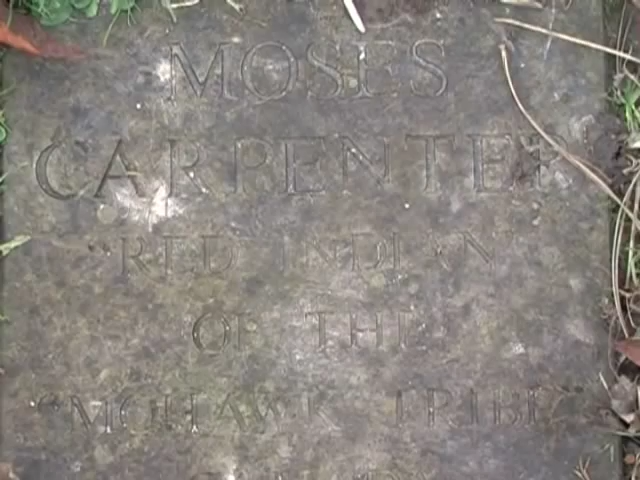 MOSES
CARPENTER
"RED INDIAN"
OF THE
"MOHAWK TRIBE"